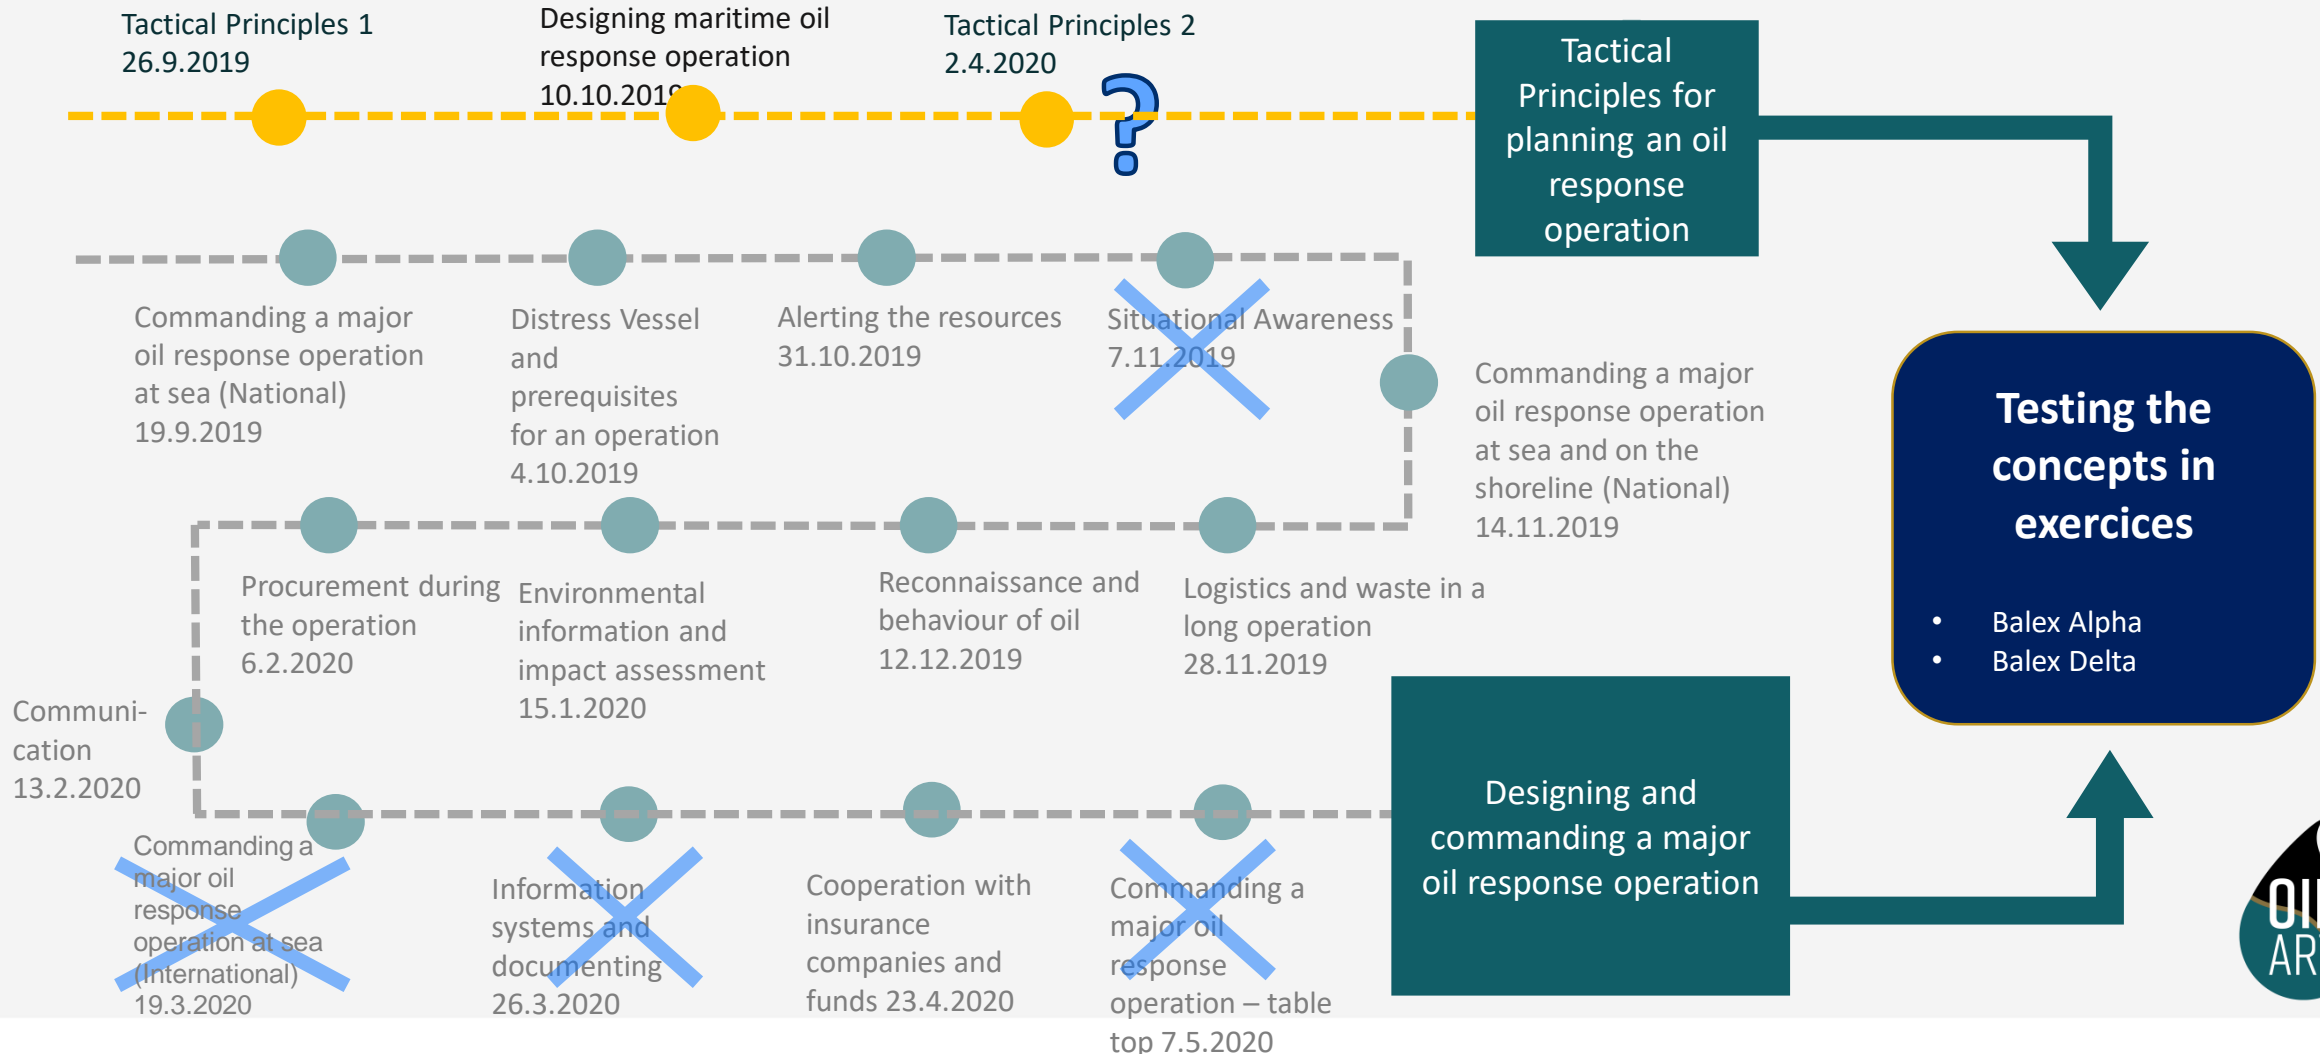 Tactical Principles 1
26.9.2019
Designing maritime oil
response operation
10.10.2019
Tactical Principles 2
2.4.2020
?
Tactical
Principles for
planning an oil
response
operation
Commanding a major
oil response operation
at sea (National)
19.9.2019
Distress Vessel
and
prerequisites
for an operation
4.10.2019
Alerting the resources
31.10.2019
Situational Awareness
7.11.2019
Commanding a major
oil response operation
at sea and on the
shoreline (National)
14.11.2019
Testing the
concepts in
exercices
• Balex Alpha
• Balex Delta
Procurement during
the operation
6.2.2020
Environmental
information and
impact assessment
15.1.2020
Reconnaissance and
behaviour of oil
12.12.2019
Logistics and waste in a
long operation
28.11.2019
Communi-
cation
13.2.2020
Commanding a
major oil
response
operation at sea
(International)
19.3.2020
Information
systems and
documenting
26.3.2020
Cooperation with
insurance
companies and
funds 23.4.2020
Commanding a
major oil
response
operation – table
top 7.5.2020
Designing and
commanding a major
oil response operation